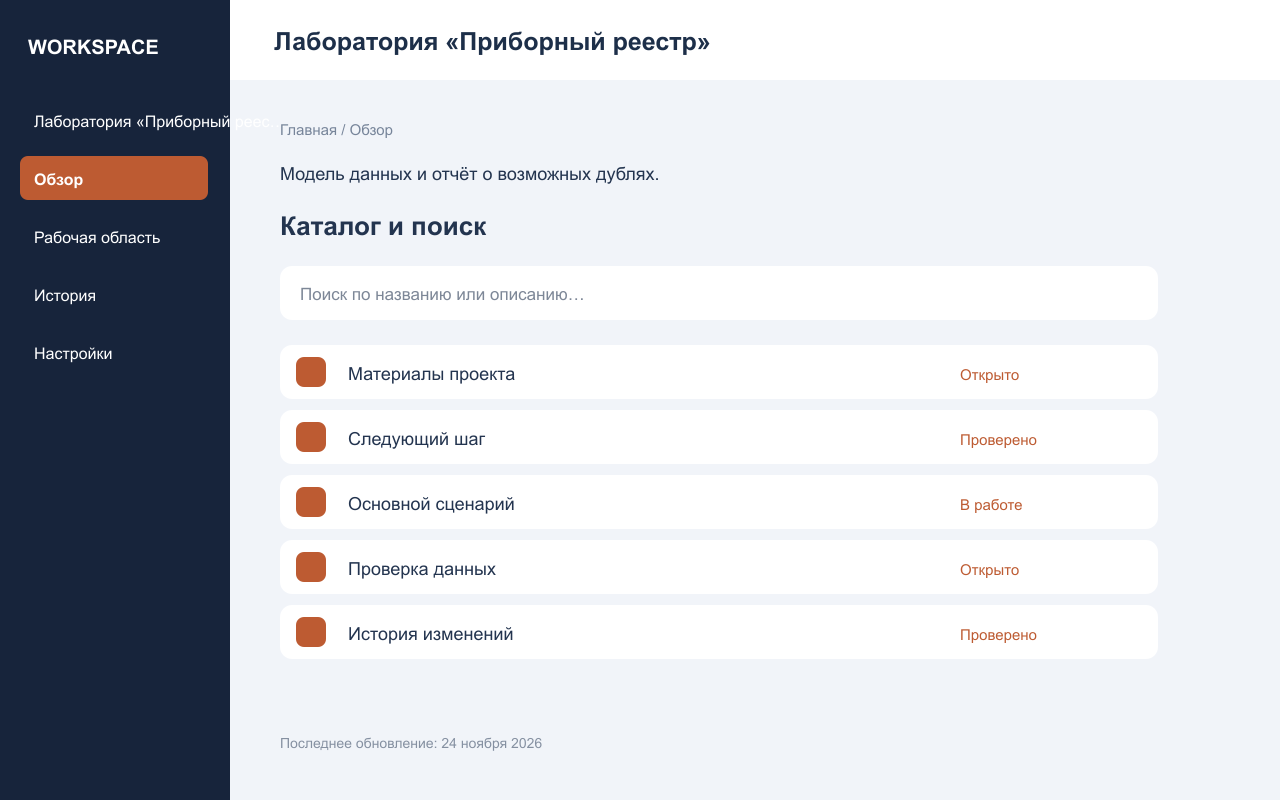 WORKSPACE
Лаборатория «Приборный реес…
Обзор
Рабочая область
История
Настройки
Лаборатория «Приборный реестр»
Главная / Обзор
Модель данных и отчёт о возможных дублях.
Каталог и поиск
Поиск по названию или описанию…
Материалы проекта Открыто
Следующий шаг Проверено
Основной сценарий В работе
Проверка данных Открыто
История изменений Проверено
Последнее обновление: 24 ноября 2026